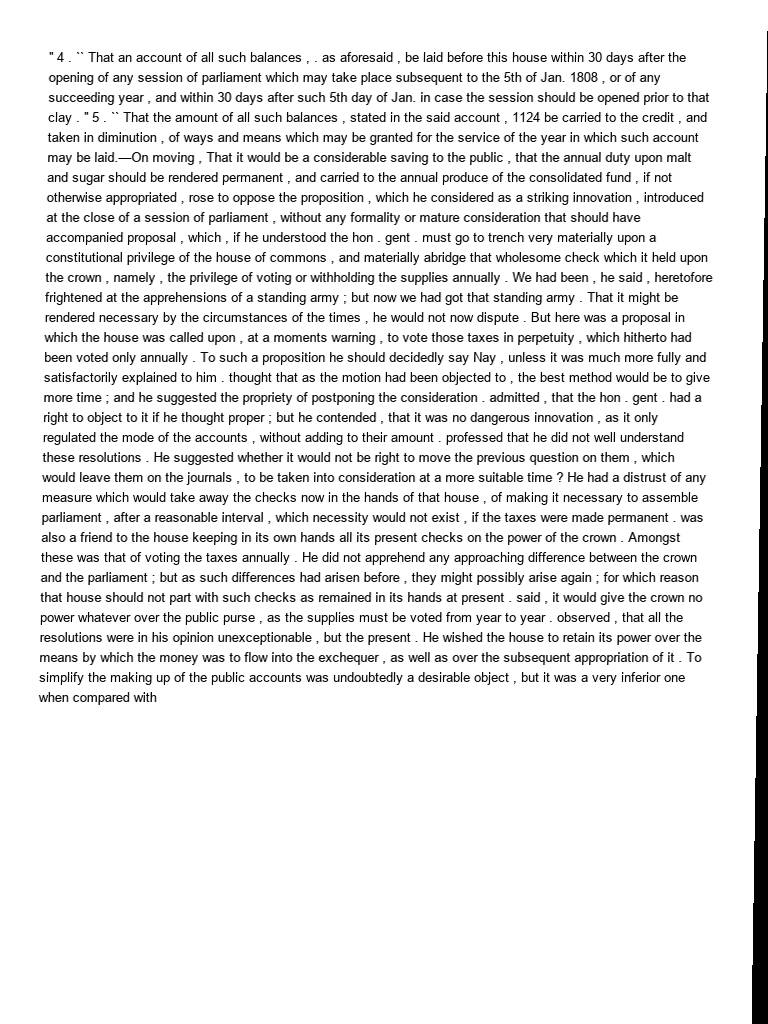 " 4 . `` That an account of all such balances , . as aforesaid , be laid before this house within 30 days after the
opening of any session of parliament which may take place subsequent to the 5th of Jan. 1808 , or of any
succeeding year , and within 30 days after such 5th day of Jan. in case the session should be opened prior to that
clay . " 5 . `` That the amount of all such balances , stated in the said account , 1124 be carried to the credit , and
taken in diminution , of ways and means which may be granted for the service of the year in which such account
may be laid.—On moving , That it would be a considerable saving to the public , that the annual duty upon malt
and sugar should be rendered permanent , and carried to the annual produce of the consolidated fund , if not
otherwise appropriated , rose to oppose the proposition , which he considered as a striking innovation , introduced
at the close of a session of parliament , without any formality or mature consideration that should have
accompanied proposal , which , if he understood the hon . gent . must go to trench very materially upon a
constitutional privilege of the house of commons , and materially abridge that wholesome check which it held upon
the crown , namely , the privilege of voting or withholding the supplies annually . We had been , he said , heretofore
frightened at the apprehensions of a standing army ; but now we had got that standing army . That it might be
rendered necessary by the circumstances of the times , he would not now dispute . But here was a proposal in
which the house was called upon , at a moments warning , to vote those taxes in perpetuity , which hitherto had
been voted only annually . To such a proposition he should decidedly say Nay , unless it was much more fully and
satisfactorily explained to him . thought that as the motion had been objected to , the best method would be to give
more time ; and he suggested the propriety of postponing the consideration . admitted , that the hon . gent . had a
right to object to it if he thought proper ; but he contended , that it was no dangerous innovation , as it only
regulated the mode of the accounts , without adding to their amount . professed that he did not well understand
these resolutions . He suggested whether it would not be right to move the previous question on them , which
would leave them on the journals , to be taken into consideration at a more suitable time ? He had a distrust of any
measure which would take away the checks now in the hands of that house , of making it necessary to assemble
parliament , after a reasonable interval , which necessity would not exist , if the taxes were made permanent . was
also a friend to the house keeping in its own hands all its present checks on the power of the crown . Amongst
these was that of voting the taxes annually . He did not apprehend any approaching difference between the crown
and the parliament ; but as such differences had arisen before , they might possibly arise again ; for which reason
that house should not part with such checks as remained in its hands at present . said , it would give the crown no
power whatever over the public purse , as the supplies must be voted from year to year . observed , that all the
resolutions were in his opinion unexceptionable , but the present . He wished the house to retain its power over the
means by which the money was to flow into the exchequer , as well as over the subsequent appropriation of it . To
simplify the making up of the public accounts was undoubtedly a desirable object , but it was a very inferior one
when compared with